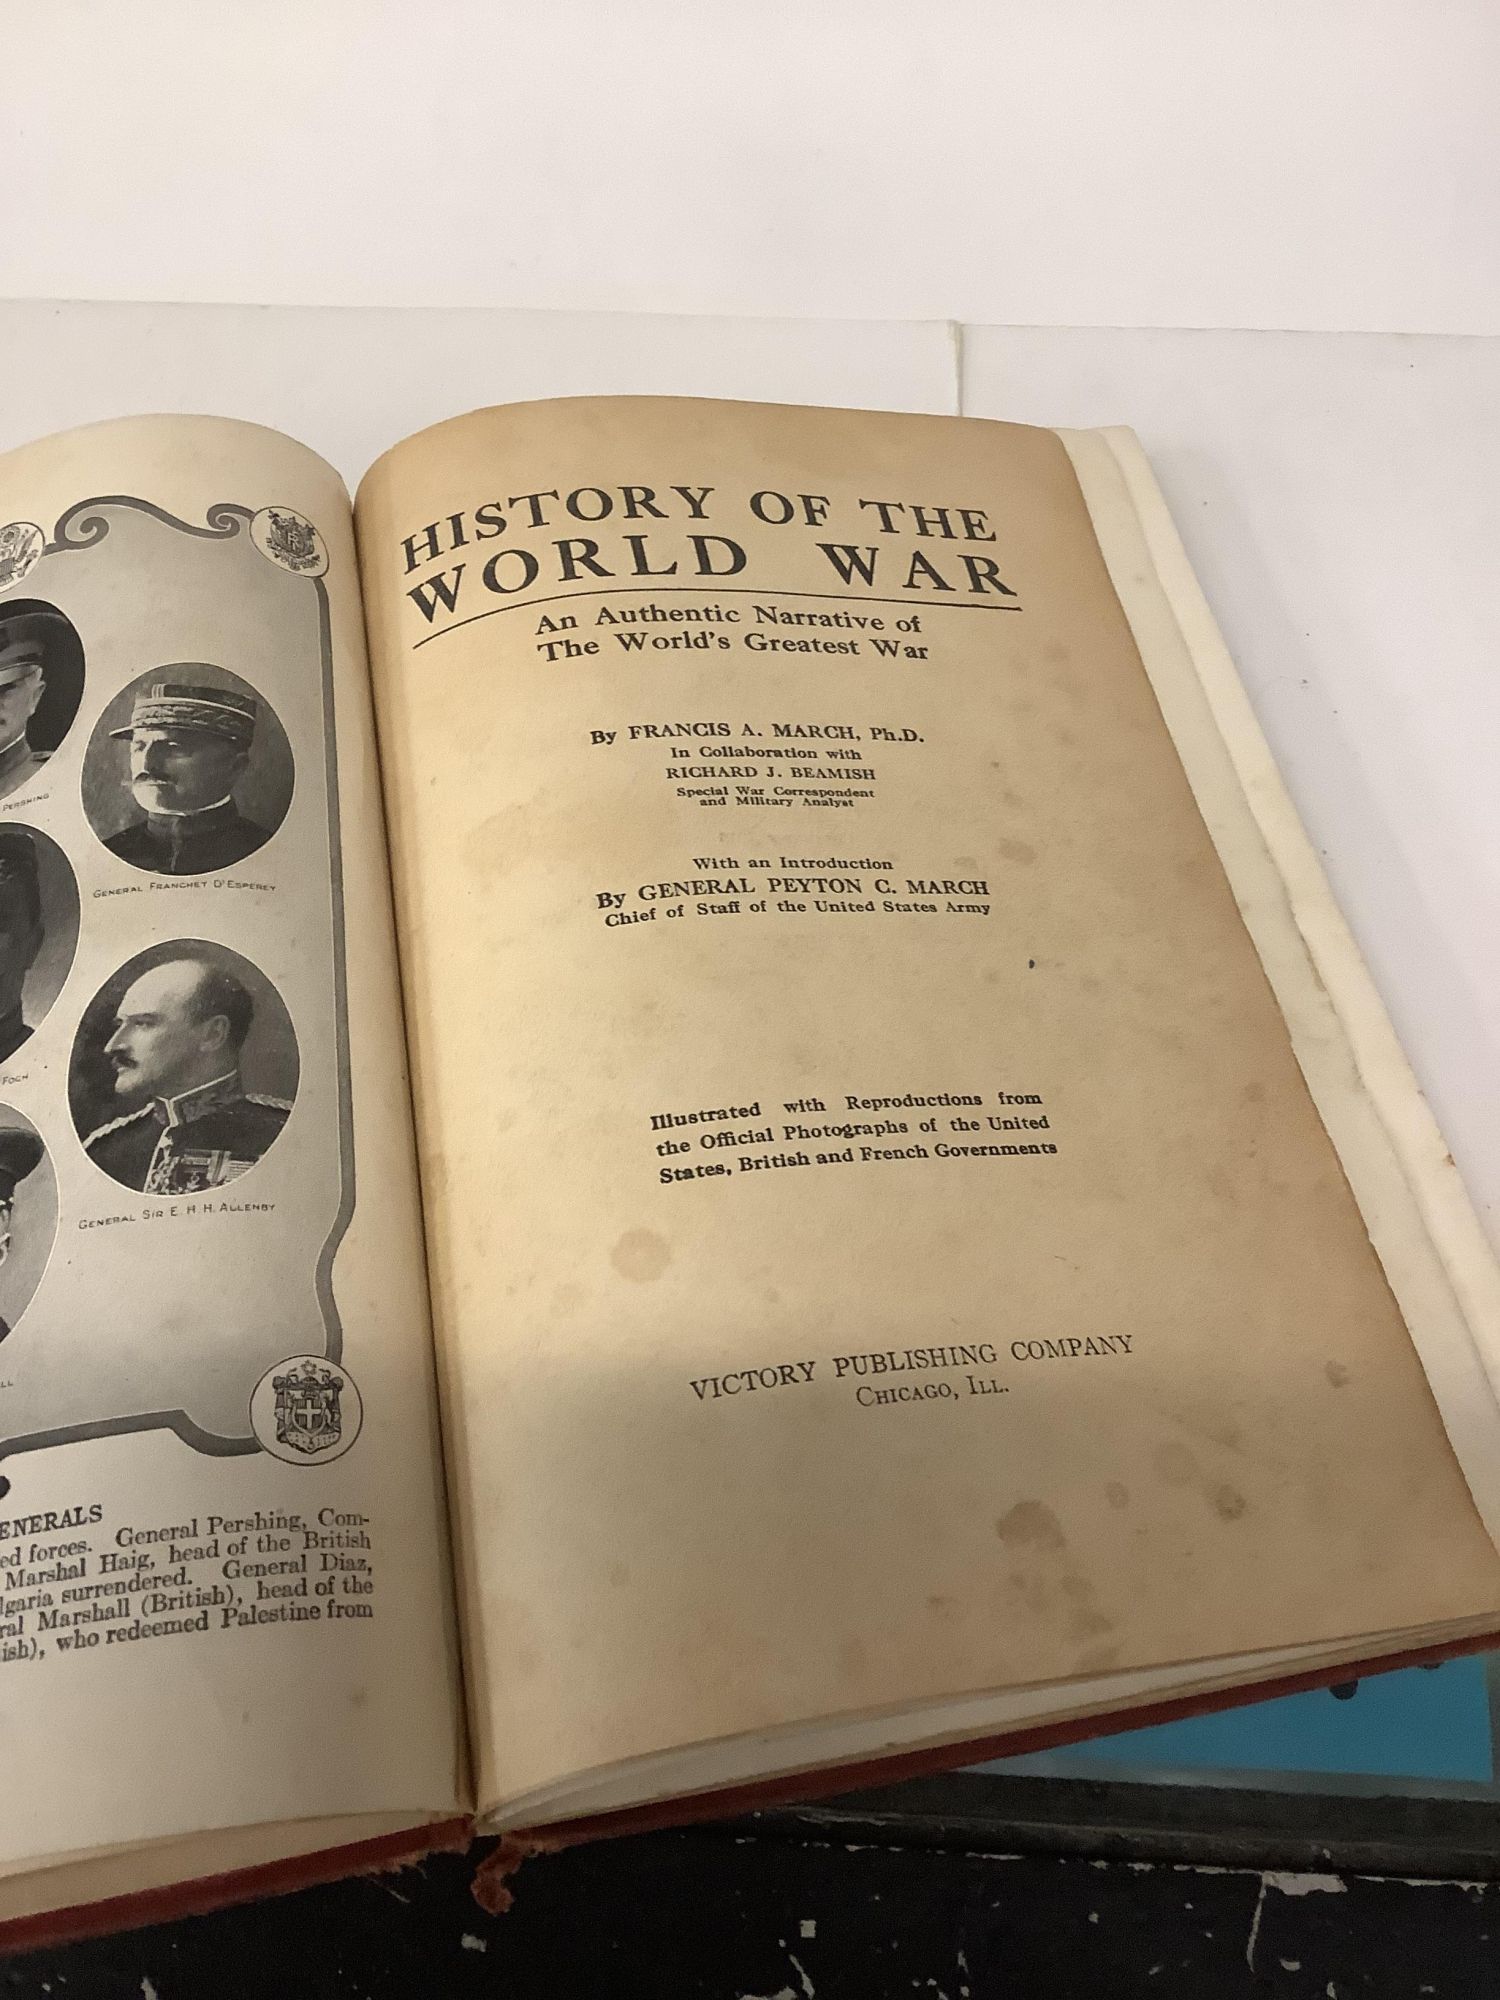 PERSHING
GENERAL FRANCHET D'ESPEREY
FOCH
GENERAL SIR E. H. H. ALLENBY
LL
ENERALS
ed forces. General Pershing, Com-
Marshal Haig, head of the British
lgaria surrendered. General Diaz,
ral Marshall (British), head of the
ish), who redeemed Palestine from
HISTORY OF THE
WORLD WAR
An Authentic Narrative of
The World's Greatest War
By FRANCIS A. MARCH, Ph.D.
In Collaboration with
RICHARD J. BEAMISH
Special War Correspondent
and Military Analyst
With an Introduction
By GENERAL PEYTON C. MARCH
Chief of Staff of the United States Army
Illustrated with Reproductions from
the Official Photographs of the United
States, British and French Governments
VICTORY PUBLISHING COMPANY
CHICAGO, ILL.